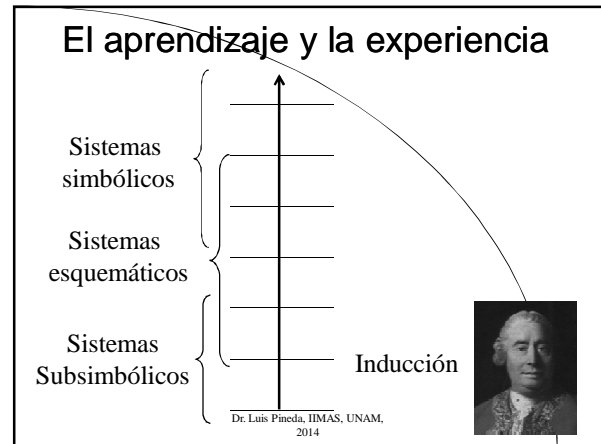 El aprendizaje y la experiencia
Sistemas
simbólicos
Sistemas
esquemáticos
Sistemas
Subsimbólicos
Inducción
Dr. Luis Pineda, IIMAS, UNAM,
2014